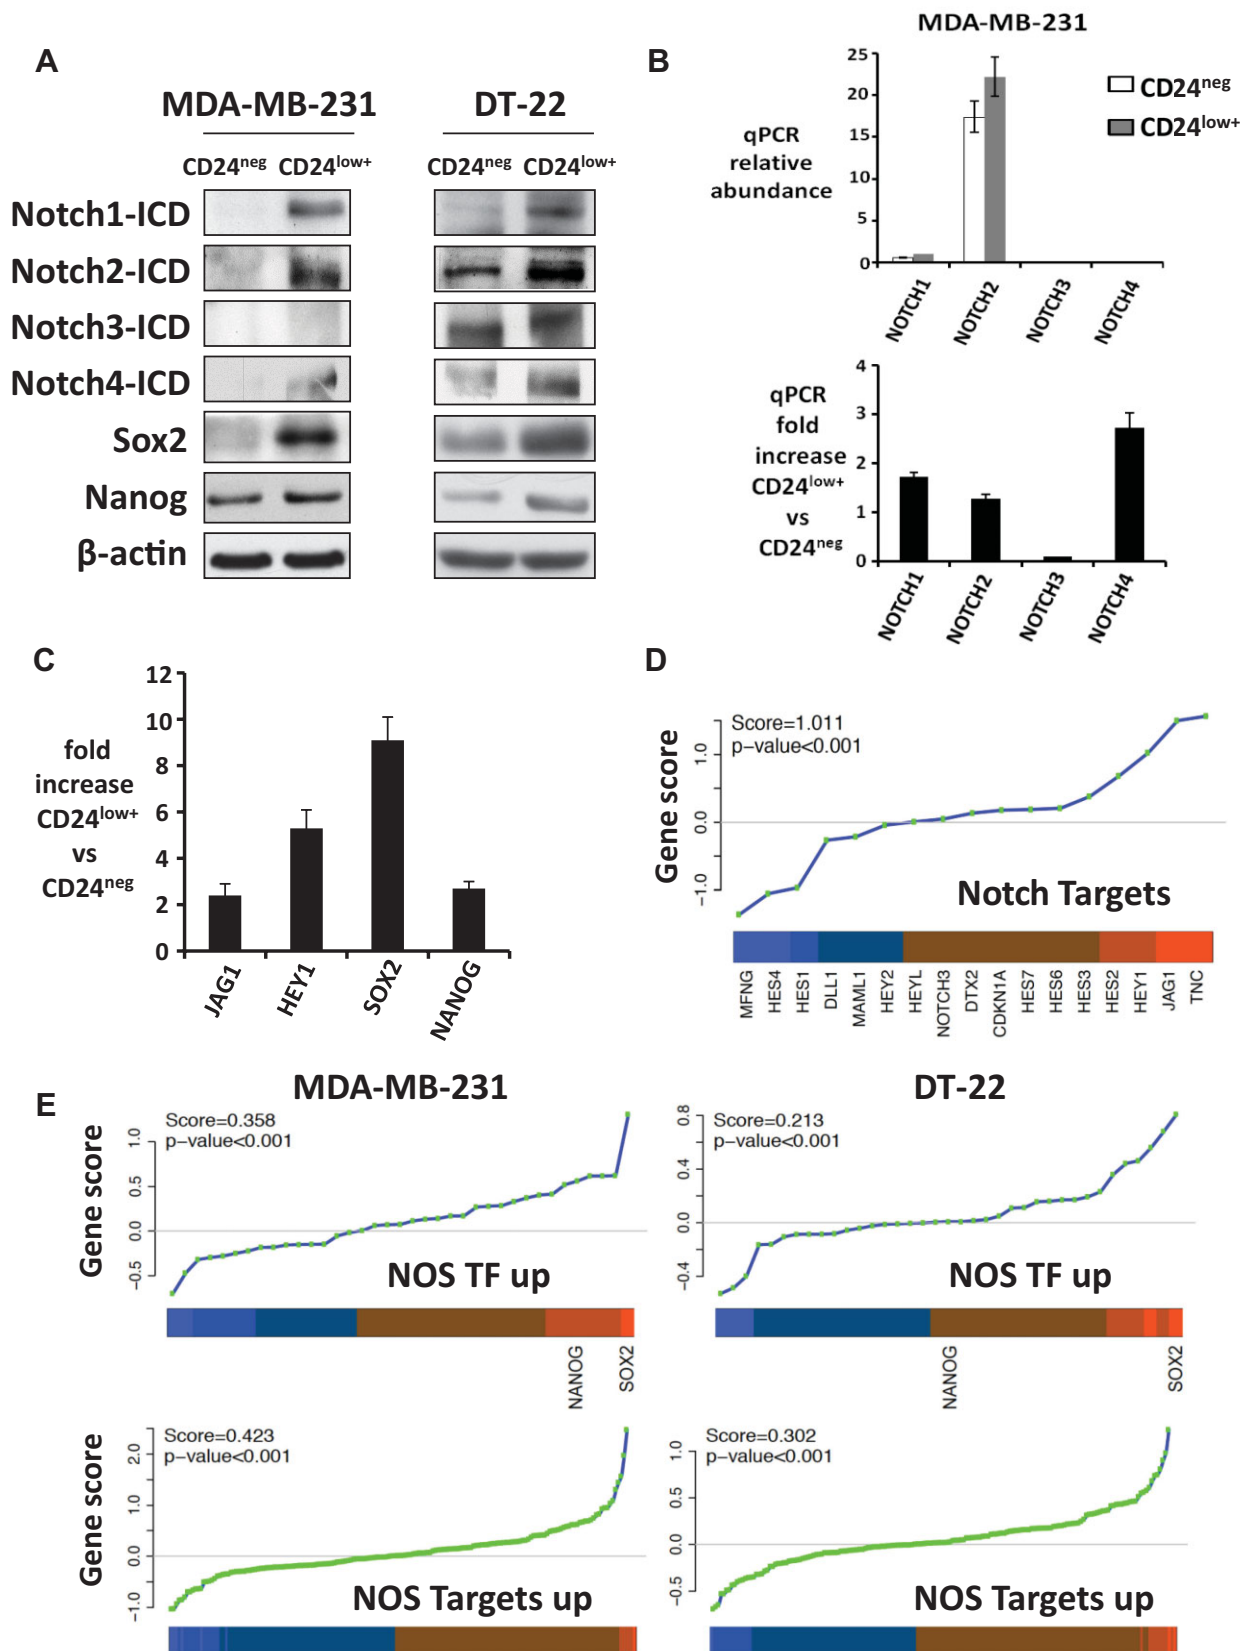 A
MDA-MB-231
DT-22
CD24neg CD24low+
CD24neg CD24low+
Notch1-ICD
Notch2-ICD
Notch3-ICD
Notch4-ICD
Sox2
Nanog
β-actin
B
MDA-MB-231
qPCR
relative
abundance
25
20
15
10
5
0
CD24neg
CD24low+
NOTCH1
NOTCH2
NOTCH3
NOTCH4
qPCR
fold
increase
CD24low+
vs
CD24neg
4
3
2
1
0
NOTCH1
NOTCH2
NOTCH3
NOTCH4
C
fold
increase
CD24low+
vs
CD24neg
12
10
8
6
4
2
0
JAG1
HEY1
SOX2
NANOG
D
Gene score
Score=1.011
p-value<0.001
1.0
0.0
-1.0
Notch Targets
MFNG
HES4
HES1
DLL1
MAML1
HEY2
HEYL
NOTCH3
DTX2
CDKN1A
HES7
HES6
HES3
HES2
HEY1
JAG1
TNC
E
MDA-MB-231
Gene score
Score=0.358
p-value<0.001
1.0
0.5
0.0
-0.5
NOS TF up
NANOG
SOX2
DT-22
Score=0.213
p-value<0.001
0.8
0.4
0.0
-0.4
NOS TF up
NANOG
SOX2
Gene score
Score=0.423
p-value<0.001
2.0
1.0
0.0
-1.0
NOS Targets up
Score=0.302
p-value<0.001
1.0
0.5
0.0
-0.5
NOS Targets up